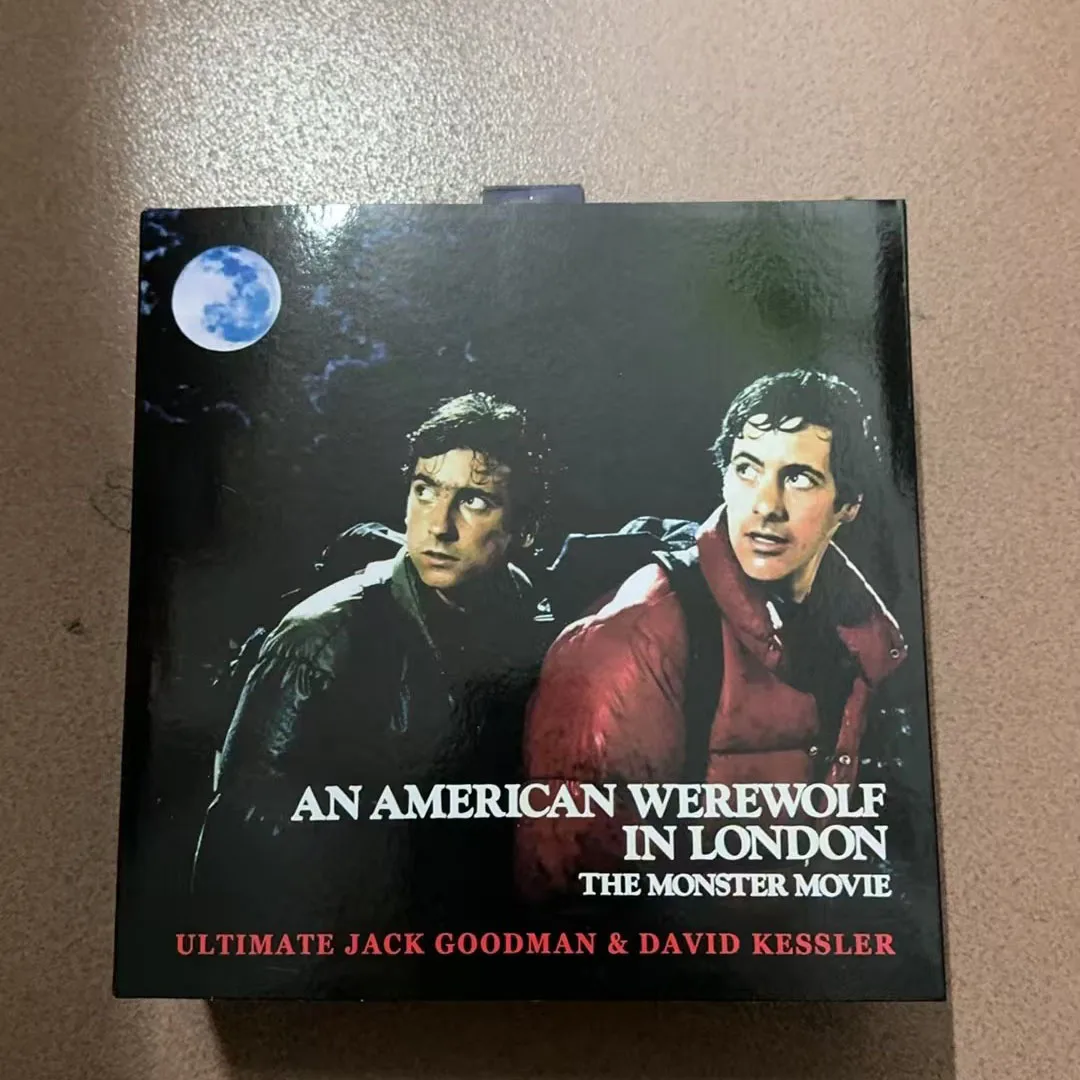 AN AMERICAN WEREWOLF
IN LONDON
THE MONSTER MOVIE
ULTIMATE JACK GOODMAN & DAVID KESSLER